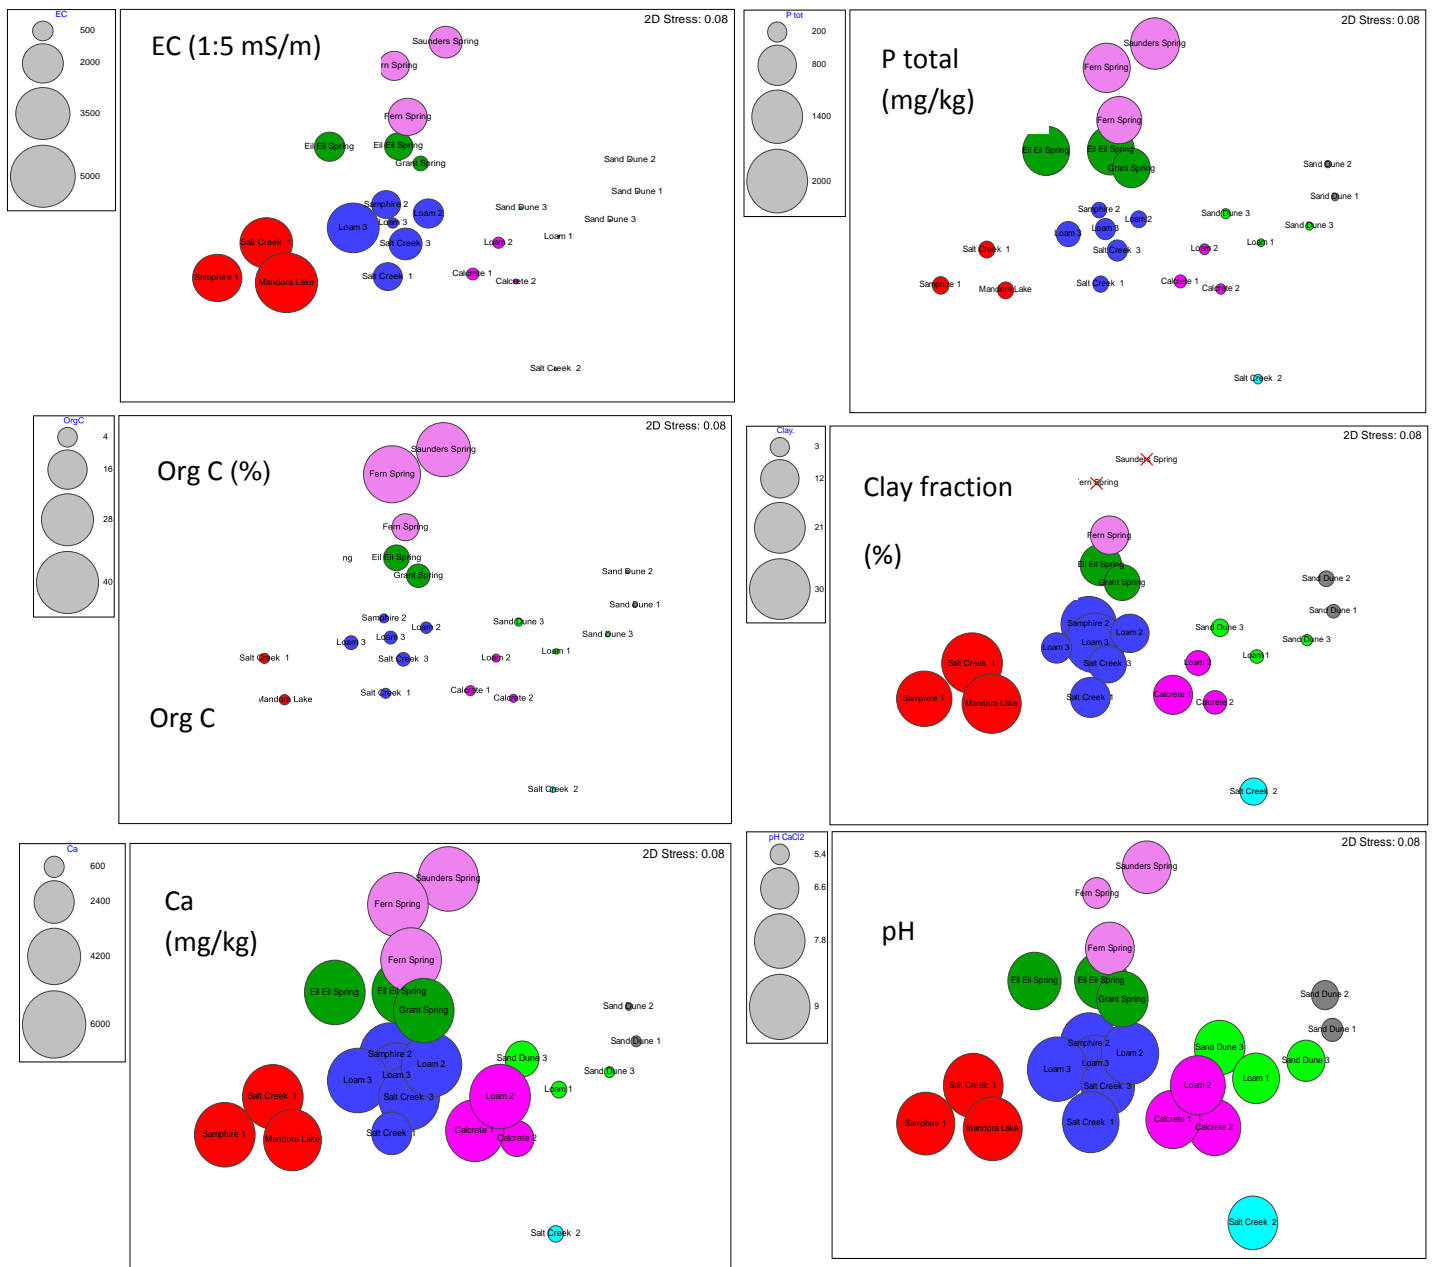 EC
500
2000
3500
5000
2D Stress: 0.08
EC (1:5 mS/m)
Saunders Spring
rn Spring
Fern Spring
Eil Eil Spring
Eil Eil Spring
Grant Spring
Sand Dune 2
Sand Dune 1
Samphire 2
Sand Dune 3
Loam 2
Sand Dune 3
Loam 3
Loam 3
Loam 1
Salt Creek 1
Salt Creek 3
Loam 2
Samphire 1
Mandora Lake
Salt Creek 1
Calcrete 1
Calcrete 2
Salt Creek 2
P tot
200
800
1400
2000
2D Stress: 0.08
P total
(mg/kg)
Saunders Spring
Fern Spring
Fern Spring
Eil Eil Spring
Eil Eil Spring
Grant Spring
Sand Dune 2
Sand Dune 1
Samphire 2
Sand Dune 3
Loam 2
Sand Dune 3
Loam 3
Loam 3
Loam 1
Salt Creek 1
Salt Creek 3
Loam 2
Samphire 1
Mandora Lake
Salt Creek 1
Calcrete 1
Calcrete 2
Salt Creek 2
OrgC
4
16
28
40
2D Stress: 0.08
Org C (%)
Saunders Spring
Fern Spring
Fern Spring
ng
Eil Eil Spring
Grant Spring
Sand Dune 2
Sand Dune 1
Samphire 2
Sand Dune 3
Loam 2
Sand Dune 3
Loam 3
Loam 3
Loam 1
Salt Creek 1
Salt Creek 3
Loam 2
Mandora Lake
Salt Creek 1
Calcrete 1
Calcrete 2
Org C
Salt Creek 2
Clay.
3
12
21
30
2D Stress: 0.08
Clay fraction
(%)
Saunders Spring
ern Spring
Fern Spring
Eil Eil Spring
Grant Spring
Sand Dune 2
Sand Dune 1
Samphire 2
Sand Dune 3
Loam 2
Sand Dune 3
Loam 3
Loam 3
Loam 1
Salt Creek 1
Salt Creek 3
Loam 2
Samphire 1
Mandora Lake
Salt Creek 1
Calcrete 1
Calcrete 2
Salt Creek 2
Ca
600
2400
4200
6000
2D Stress: 0.08
Ca
(mg/kg)
Saunders Spring
Fern Spring
Fern Spring
Eil Eil Spring
Eil Eil Spring
Grant Spring
Sand Dune 2
Sand Dune 1
Samphire 2
Sand Dune 3
Loam 2
Sand Dune 3
Loam 3
Loam 3
Loam 1
Salt Creek 1
Salt Creek 3
Loam 2
Samphire 1
Mandora Lake
Salt Creek 1
Calcrete 1
Calcrete 2
Salt Creek 2
pH CaCl2
5.4
6.6
7.8
9
2D Stress: 0.08
pH
Saunders Spring
Fern Spring
Fern Spring
Eil Eil Spring
Eil Eil Spring
Grant Spring
Sand Dune 2
Sand Dune 1
Samphire 2
Sand Dune 3
Loam 2
Sand Dune 3
Loam 3
Loam 3
Loam 1
Salt Creek 1
Salt Creek 3
Loam 2
Samphire 1
Mandora Lake
Salt Creek 1
Calcrete 1
Calcrete 2
Salt Creek 2